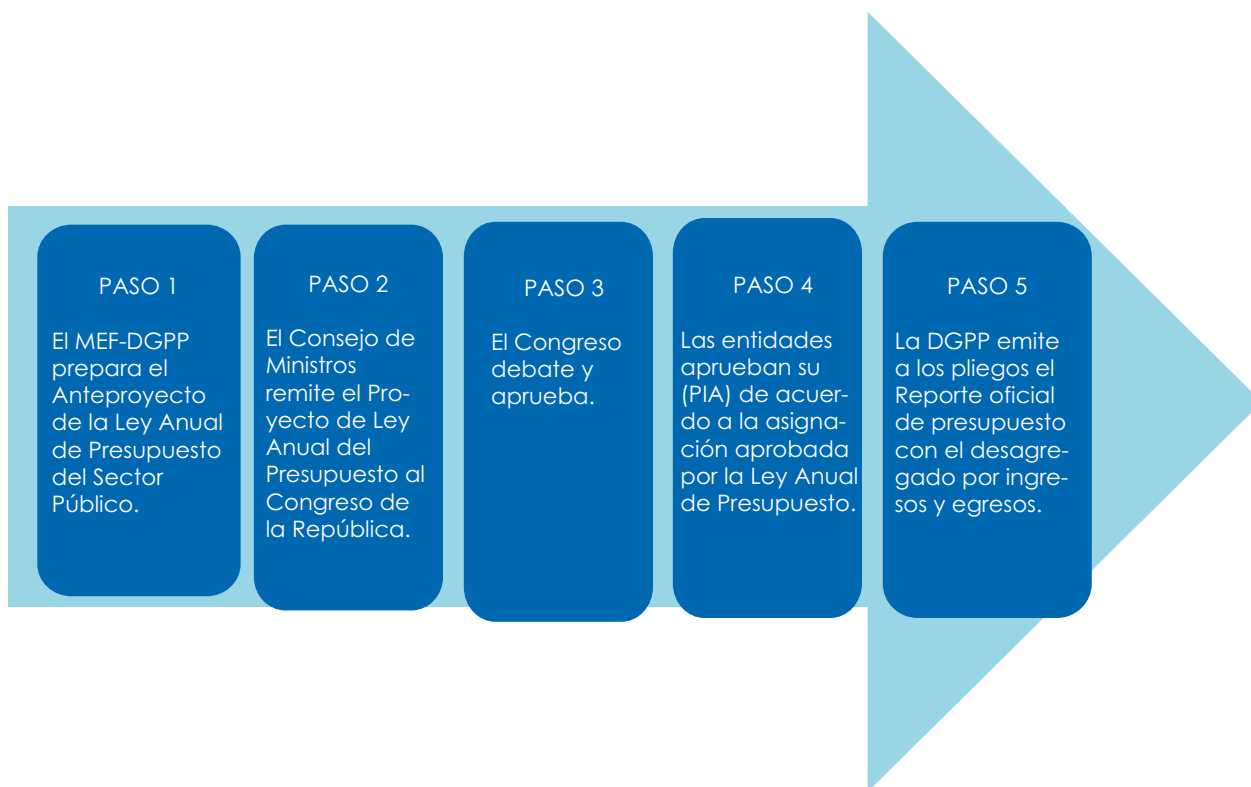 PASO 1
El MEF-DGPP
prepara el
Anteproyecto
de la Ley Anual
de Presupuesto
del Sector
Público.
PASO 2
El Consejo de
Ministros
remite el Pro-
yecto de Ley
Anual del
Presupuesto al
Congreso de
la República.
PASO 3
El Congreso
debate y
aprueba.
PASO 4
Las entidades
aprueban su
(PIA) de acuer-
do a la asigna-
ción aprobada
por la Ley Anual
de Presupuesto.
PASO 5
La DGPP emite
a los pliegos el
Reporte oficial
de presupuesto
con el desagre-
gado por ingre-
sos y egresos.